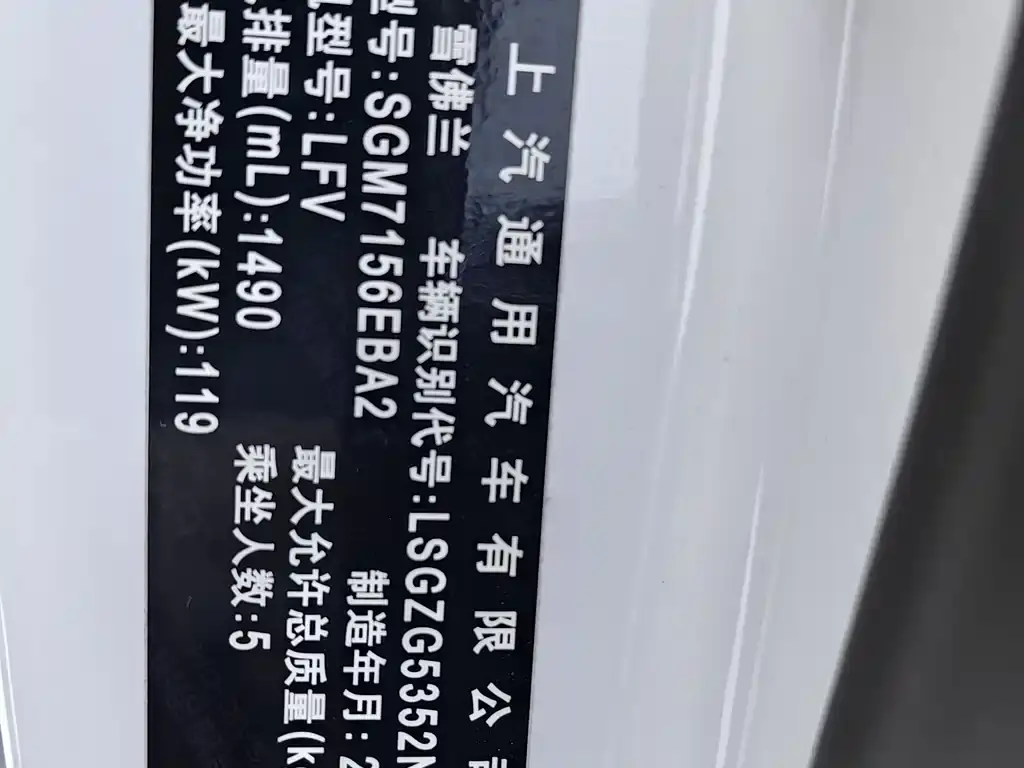 上汽通用汽车有限公
雪佛兰 车辆识别代号:LSGZG5352N
型号:SGM7156EBA2 制造年月:2
型号:LFV 最大允许总质量(k
排量(mL):1490 乘坐人数:5
最大净功率(kW):119